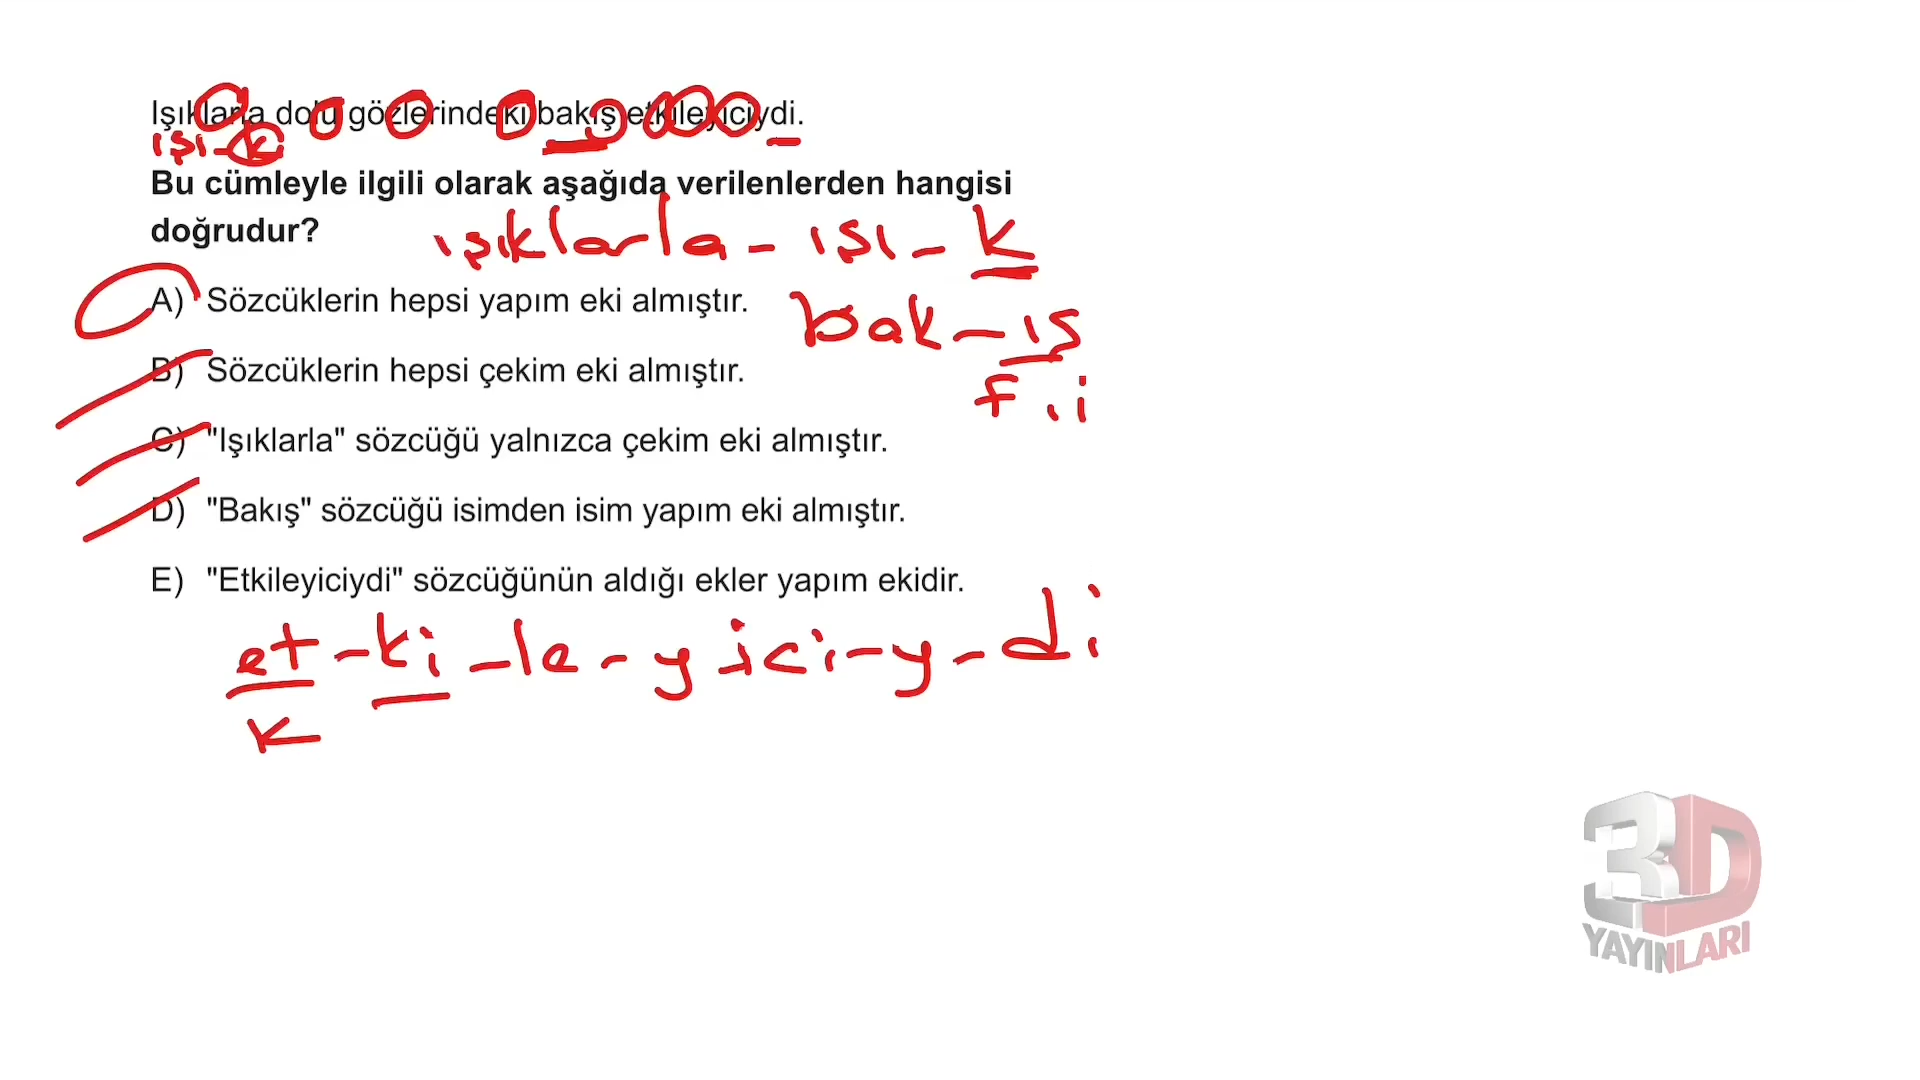 Işıklarla dolu gözlerindeki bakış etkileyiciydi.
ışı-k
Bu cümleyle ilgili olarak aşağıda verilenlerden hangisi
doğrudur?
ışıklarla - ışı - k
A) Sözcüklerin hepsi yapım eki almıştır.
bak - ış
B) Sözcüklerin hepsi çekim eki almıştır.
F. i
C) "Işıklarla" sözcüğü yalnızca çekim eki almıştır.
D) "Bakış" sözcüğü isimden isim yapım eki almıştır.
E) "Etkileyiciydi" sözcüğünün aldığı ekler yapım ekidir.
et - ki - le - yici - y - di
k
3D
YAYINLARI